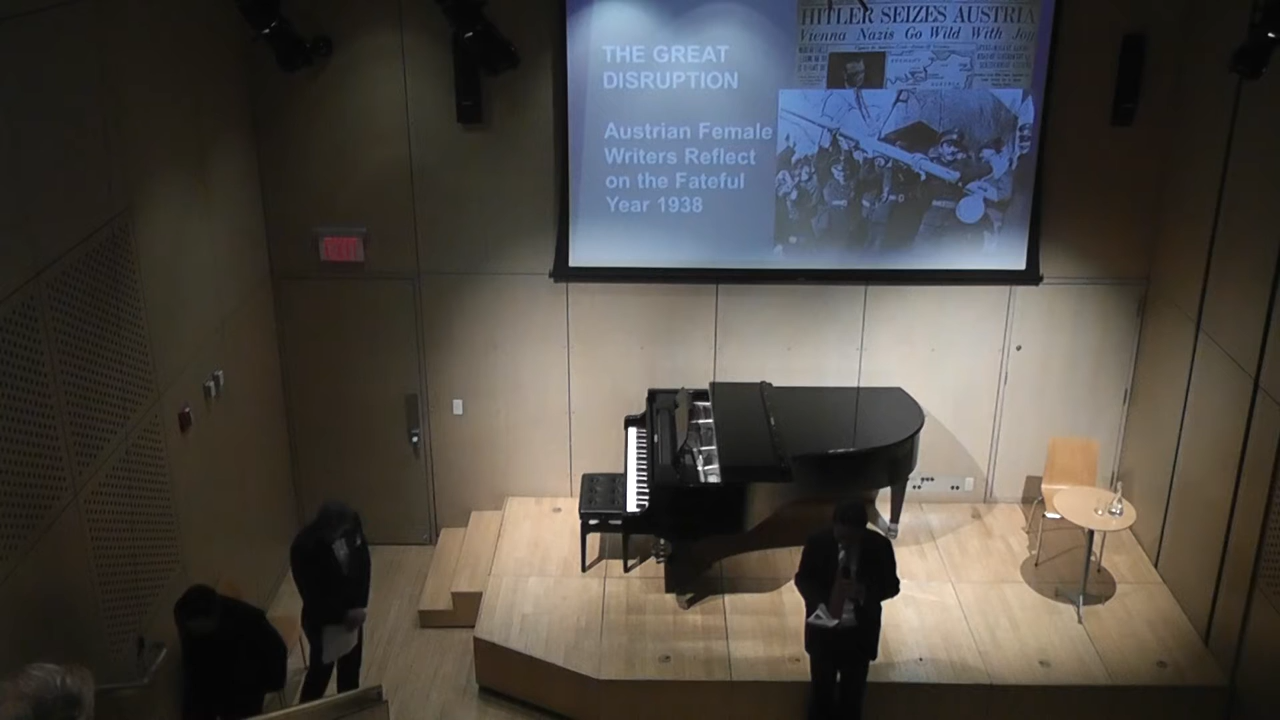 THE GREAT
DISRUPTION
Austrian Female
Writers Reflect
on the Fateful
Year 1938
HITLER SEIZES AUSTRIA
Vienna Nazis Go Wild With Joy